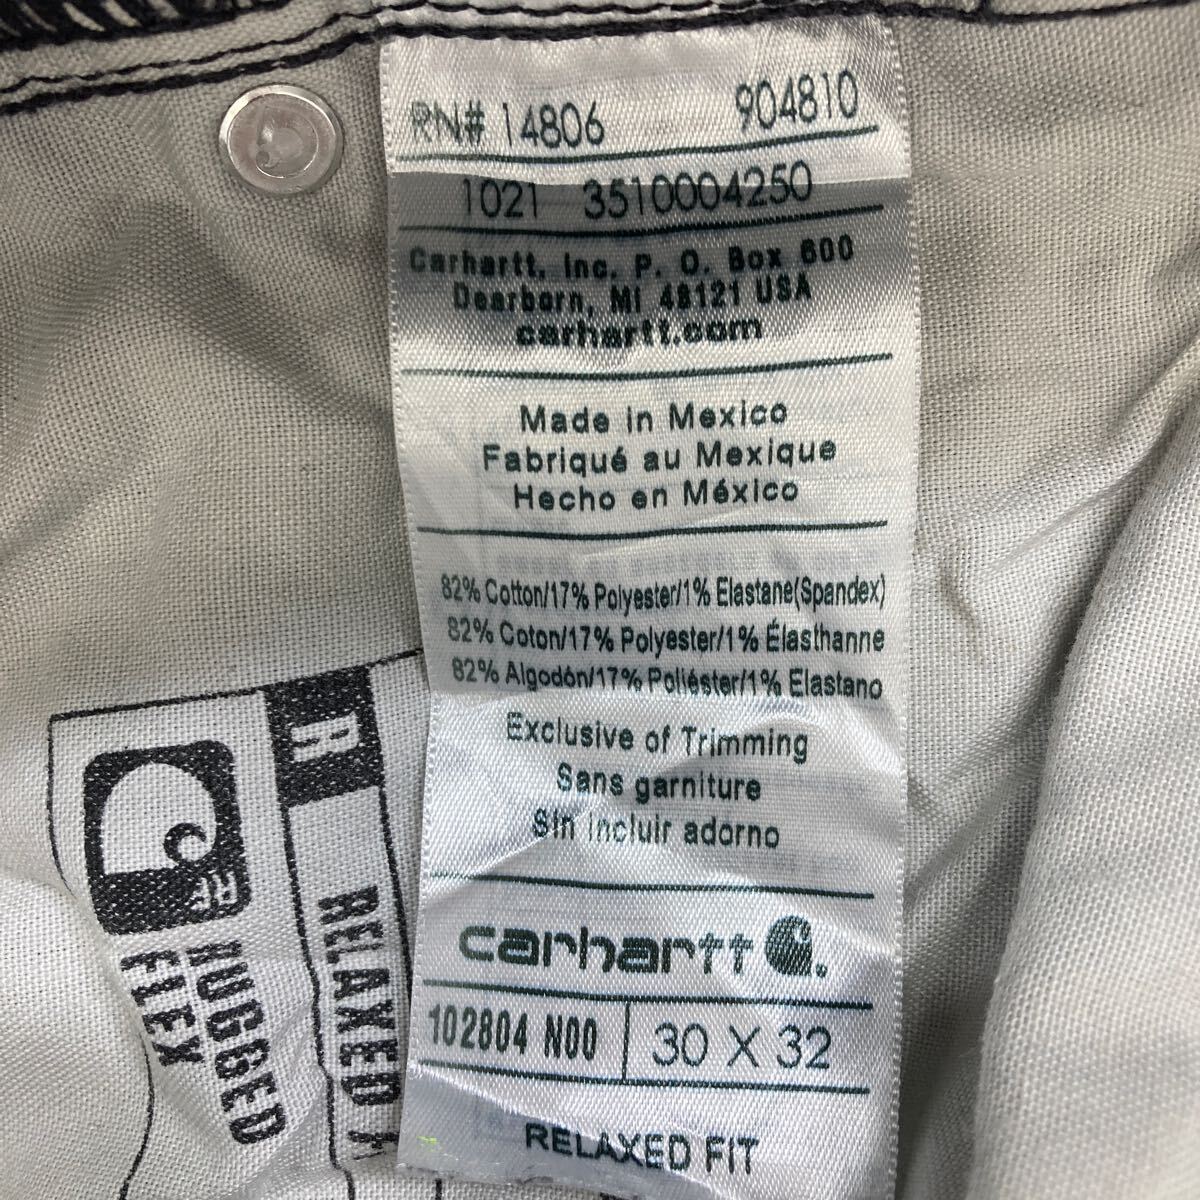 RN# 14806 904810
1021 3510004250
Carhartt, Inc. P. O. Box 600
Dearborn, MI 48121 USA
carhartt.com
Made in Mexico
Fabriqué au Mexique
Hecho en México
82% Cotton/17% Polyester/1% Elastane(Spandex)
82% Coton/17% Polyester/1% Élasthanne
82% Algodón/17% Poliéster/1% Elastano
Exclusive of Trimming
Sans garniture
Sin incluir adorno
carhartt
102804 N00 30 X 32
RELAXED FIT
RF
RUGGED
FLEX
R
RELAXED